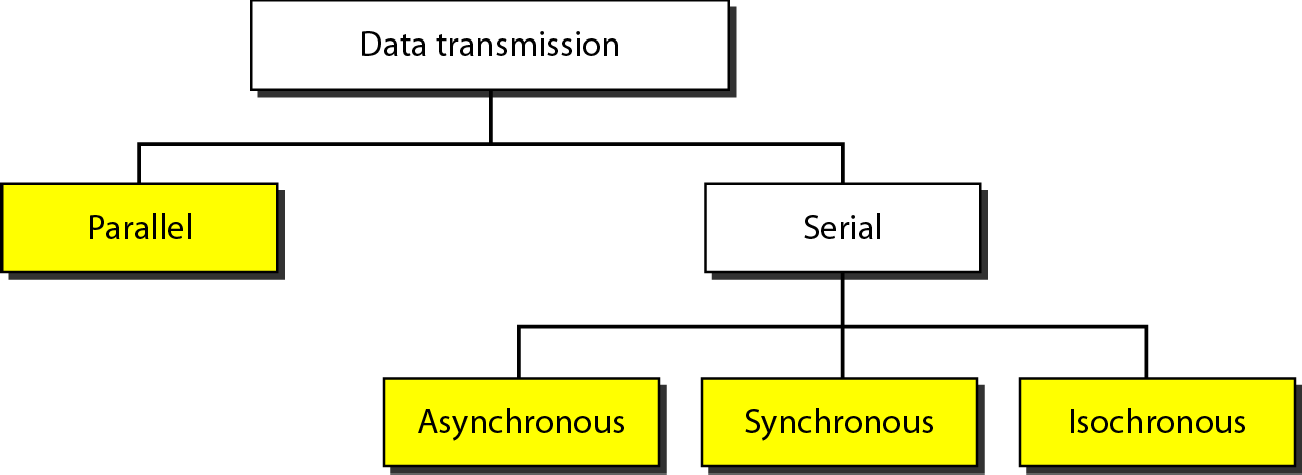 Data transmission
Parallel
Serial
Asynchronous
Synchronous
Isochronous